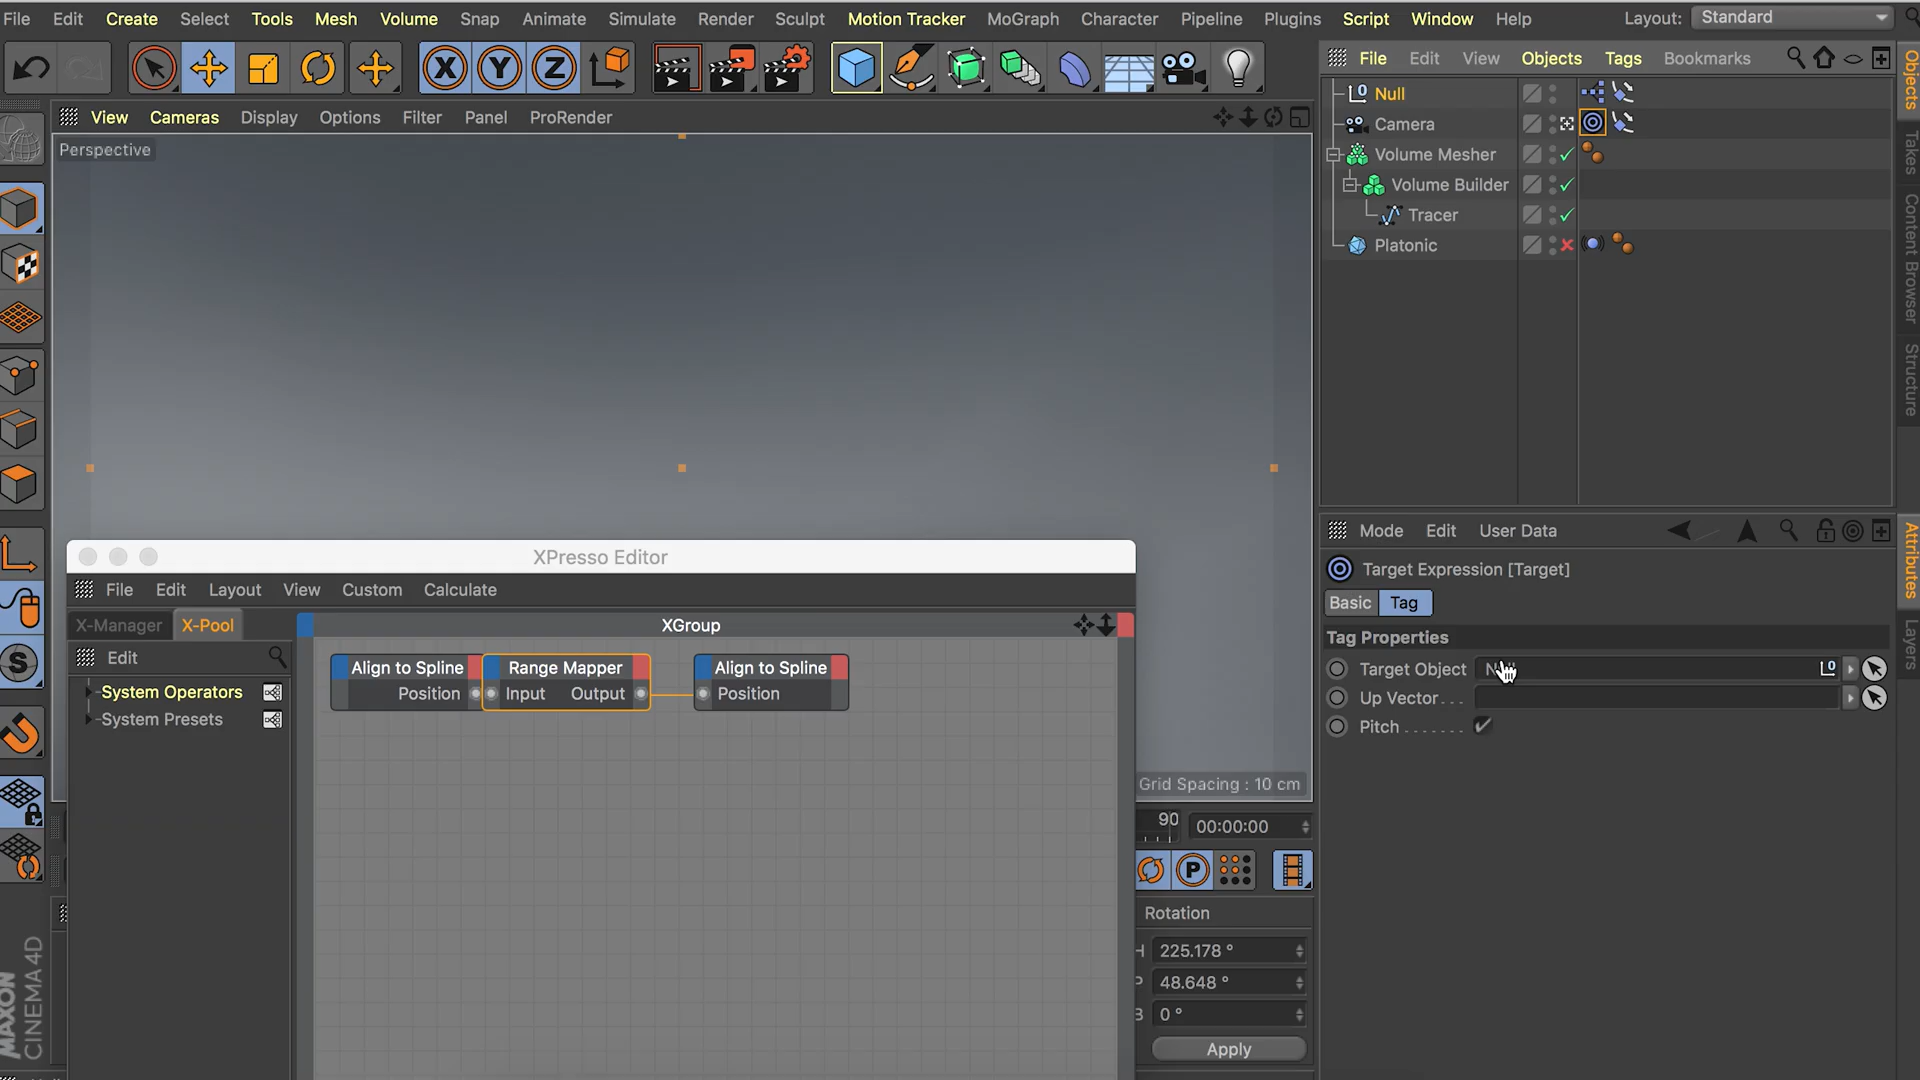 File Edit Create Select Tools Mesh Volume Snap Animate Simulate Render Sculpt Motion Tracker MoGraph Character Pipeline Plugins Script Window Help Layout: Standard
File Edit View Objects Tags Bookmarks
X Y Z
View Cameras Display Options Filter Panel ProRender
Perspective
Null
Camera
Volume Mesher
Volume Builder
Tracer
Platonic
Objects
Takes
Content Browser
Structure
Mode Edit User Data
Target Expression [Target]
Basic Tag
Tag Properties
Target Object
Up Vector . . .
Pitch . . . . . . .
Attributes
Layers
XPresso Editor
File Edit Layout View Custom Calculate
X-Manager X-Pool
XGroup
Edit
System Operators
System Presets
Align to Spline Range Mapper Align to Spline
Position Input Output Position
Grid Spacing : 10 cm
90 00:00:00
P
Rotation
H 225.178 °
P 48.648 °
B 0 °
Apply
S
MAXON
CINEMA 4D